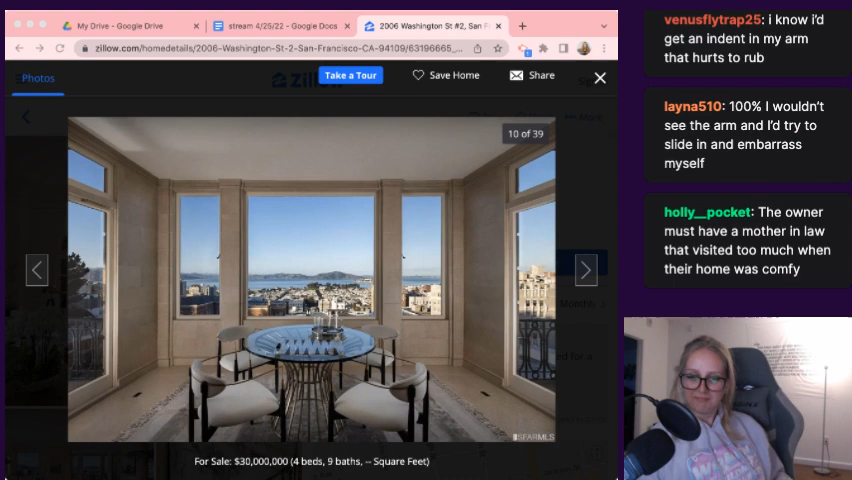 My Drive - Google Drive
stream 4/25/22 - Google Docs
2006 Washington St #2, San F
zillow.com/homedetails/2006-Washington-St-2-San-Francisco-CA-94109/63196665_...
Photos
Zillow
Take a Tour
Save Home
Share
10 of 39
SFARMLS
For Sale: $30,000,000 (4 beds, 9 baths, -- Square Feet)
venusflytrap25: i know i'd
get an indent in my arm
that hurts to rub
layna510: 100% I wouldn't
see the arm and I'd try to
slide in and embarrass
myself
holly__pocket: The owner
must have a mother in law
that visited too much when
their home was comfy